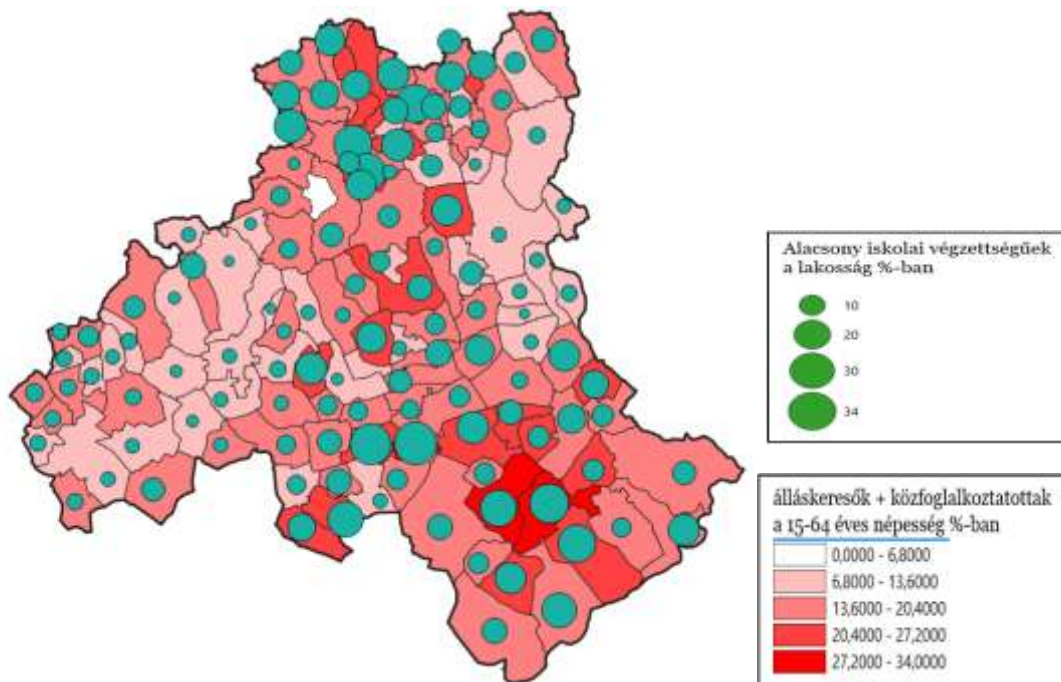 Alacsony iskolai végzettségűek
a lakosság %-ban
10
20
30
34
álláskeresők + közfoglalkoztatottak
a 15-64 éves népesség %-ban
0,0000 - 6,8000
6,8000 - 13,6000
13,6000 - 20,4000
20,4000 - 27,2000
27,2000 - 34,0000